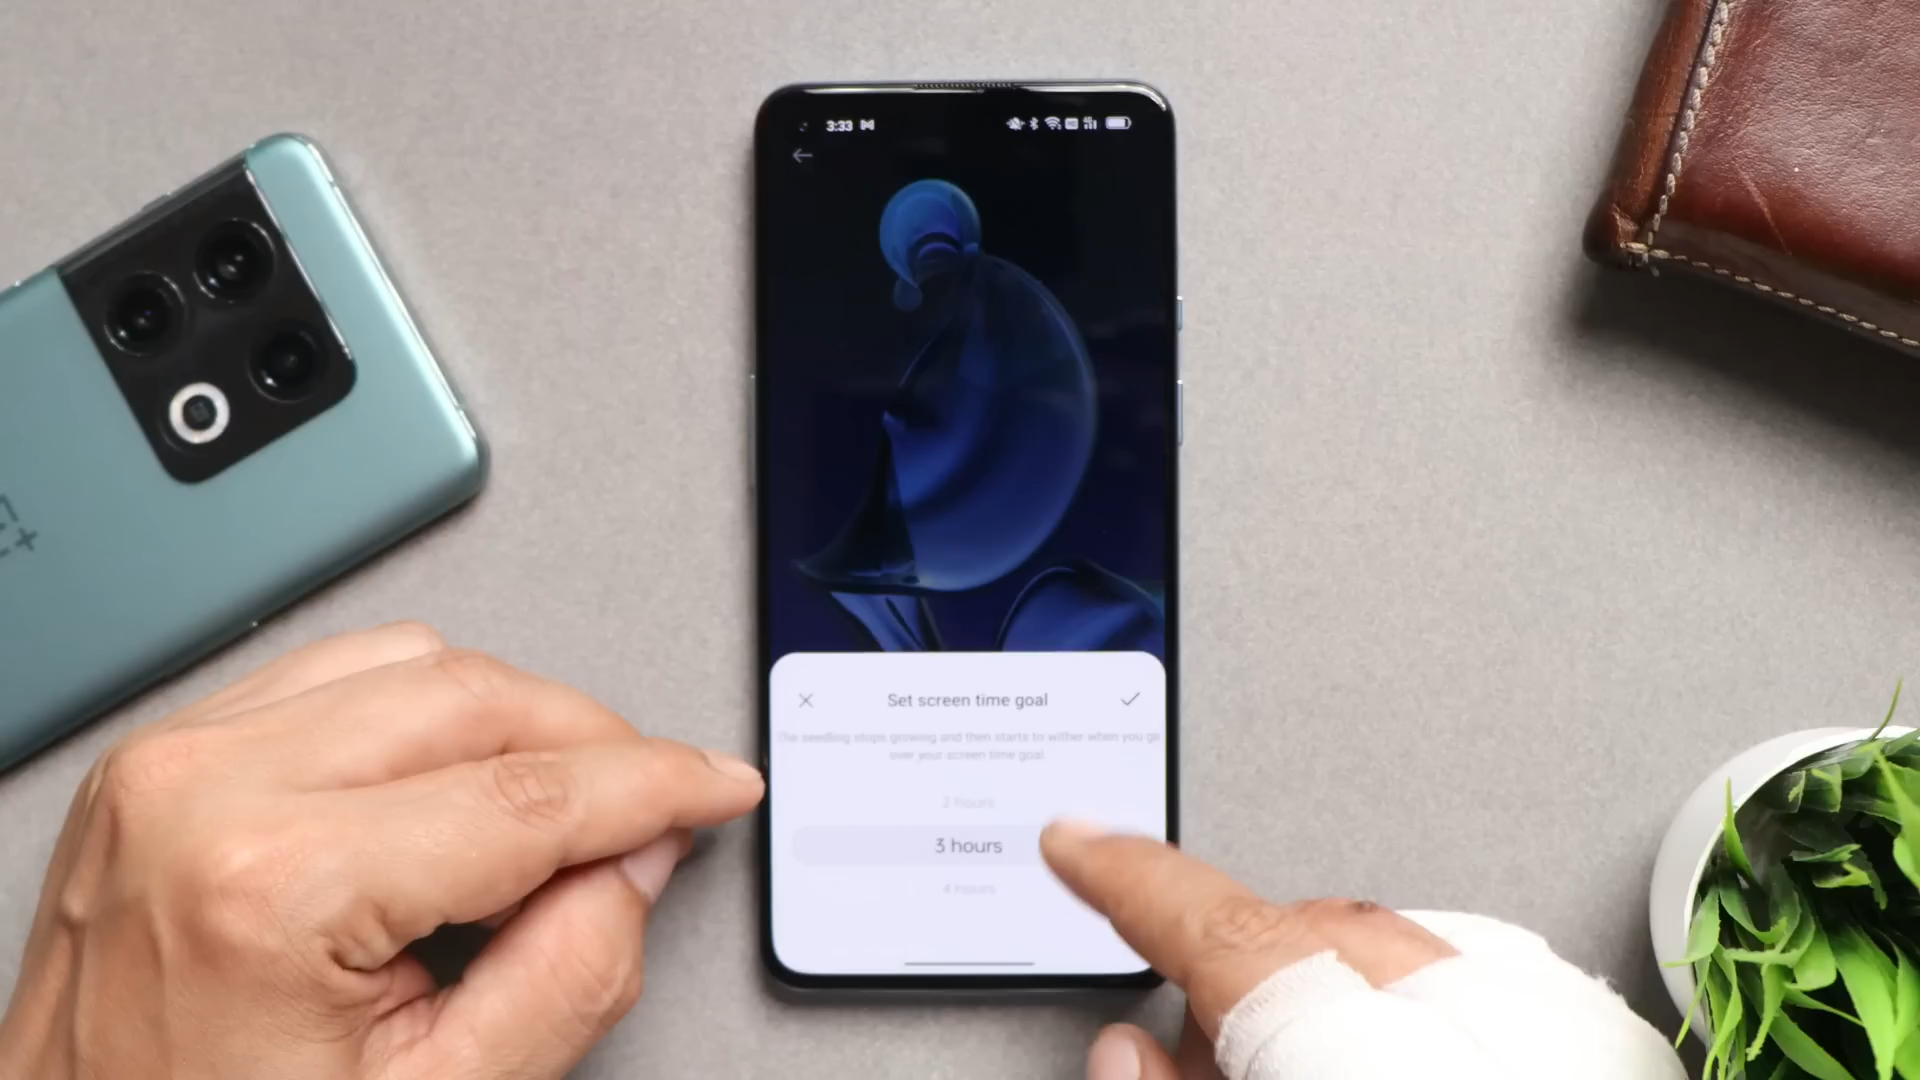 3:33
Set screen time goal
The seedling stops growing and then starts to wither when you go
over your screen time goal.
2 hours
3 hours
4 hours